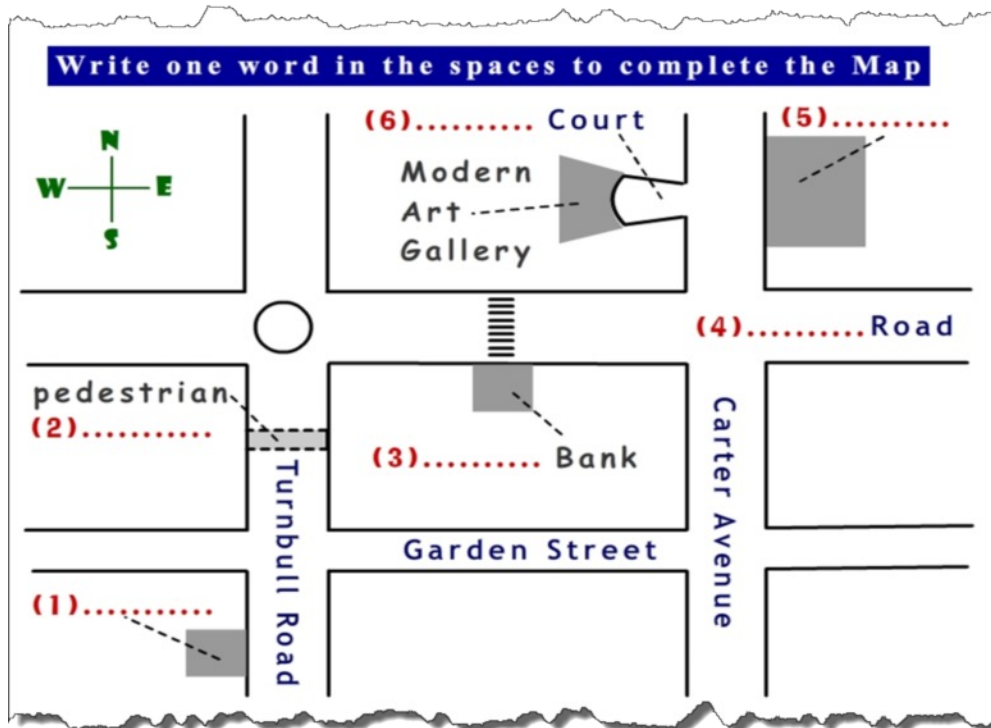 Write one word in the spaces to complete the Map
N
W E
S
(6).......... Court
(5)..........
Modern
Art
Gallery
(4)..........Road
pedestrian
(2)...........
(3).......... Bank
Turnbull Road
Carter Avenue
Garden Street
(1)...........